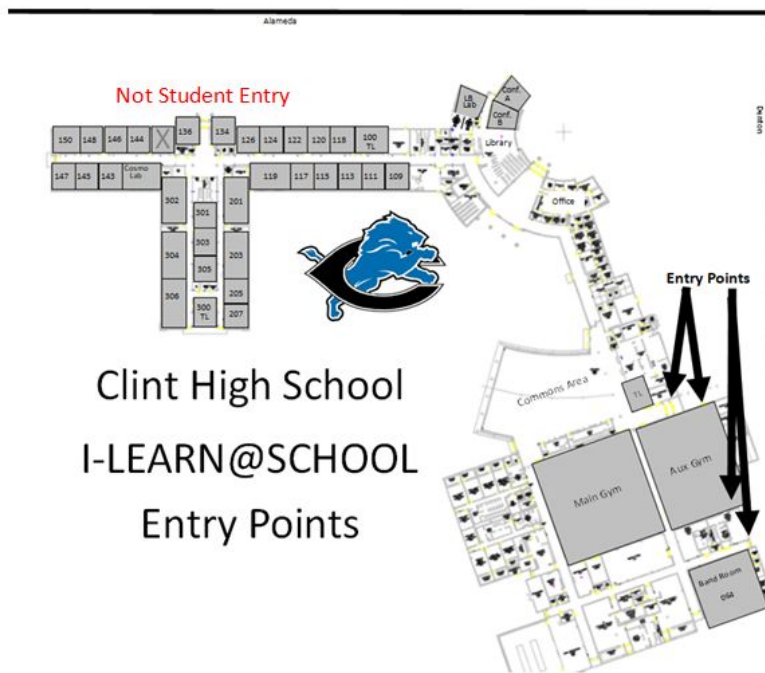 Alameda
Denton
Not Student Entry
LB Lab
Conf. A
Conf. B
Library
150 148 146 144 136 134 126 124 122 120 118 100 TL
147 145 143 Cosmo Lab 119 117 115 113 111 109
Office
302 301 201
304 303 203
305
306 300 TL 205
207
Entry Points
Clint High School
I-LEARN@SCHOOL
Entry Points
Commons Area
TL
Main Gym
Aux Gym
Band Room